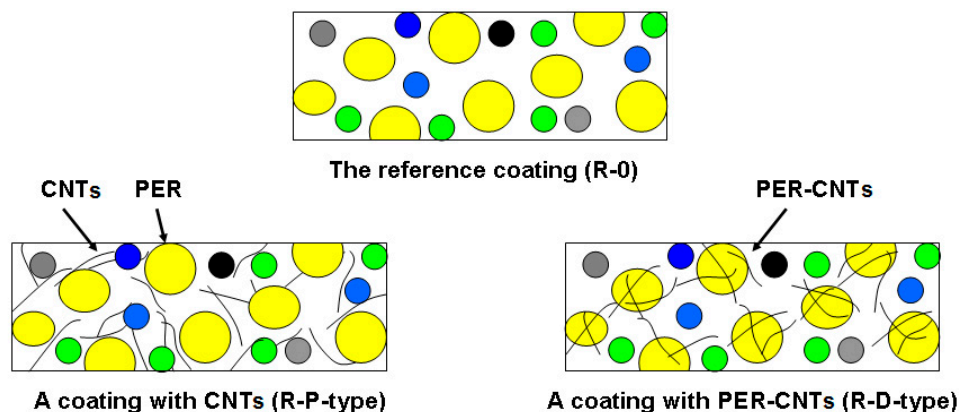 The reference coating (R-0)
CNTs PER
PER-CNTs
A coating with CNTs (R-P-type)
A coating with PER-CNTs (R-D-type)